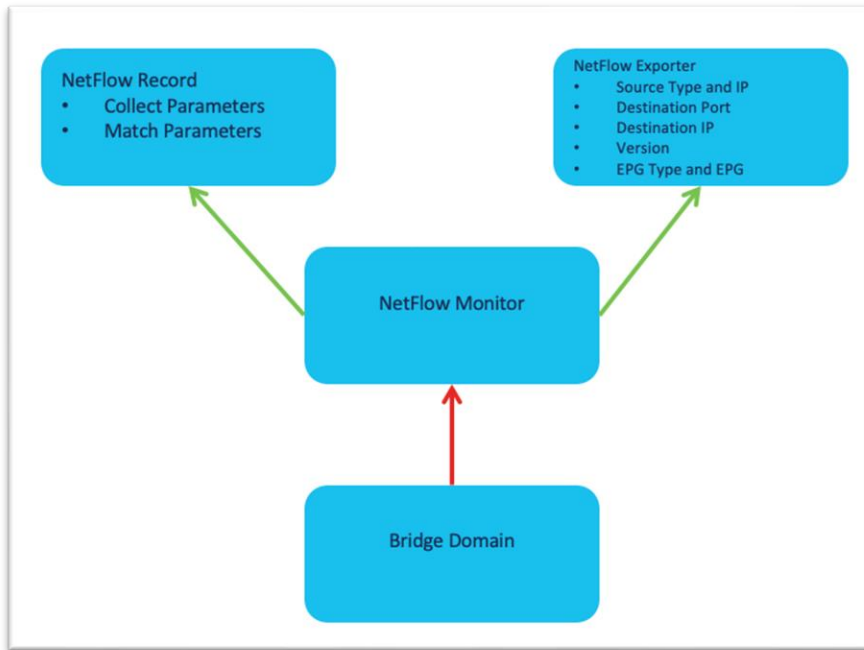 NetFlow Record
• Collect Parameters
• Match Parameters
NetFlow Exporter
• Source Type and IP
• Destination Port
• Destination IP
• Version
• EPG Type and EPG
NetFlow Monitor
Bridge Domain